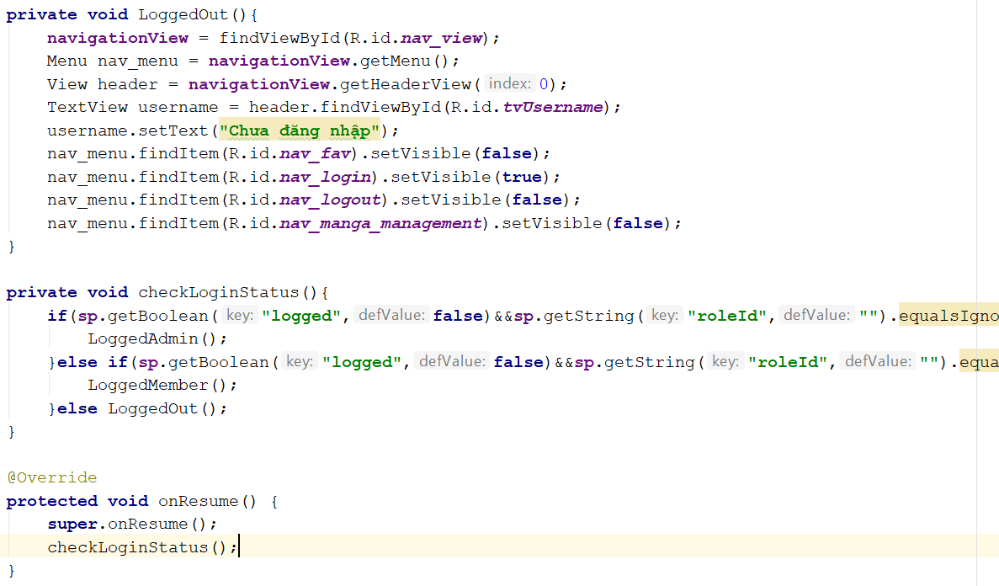 private void LoggedOut(){
navigationView = findViewById(R.id.nav_view);
Menu nav_menu = navigationView.getMenu();
View header = navigationView.getHeaderView( index: 0);
TextView username = header.findViewById(R.id.tvUsername);
username.setText("Chưa đăng nhập");
nav_menu.findItem(R.id.nav_fav).setVisible(false);
nav_menu.findItem(R.id.nav_login).setVisible(true);
nav_menu.findItem(R.id.nav_logout).setVisible(false);
nav_menu.findItem(R.id.nav_manga_management).setVisible(false);
}
private void checkLoginStatus(){
if(sp.getBoolean( key: "logged", defValue: false)&&sp.getString( key: "roleId", defValue: "").equalsIgno
LoggedAdmin();
}else if(sp.getBoolean( key: "logged", defValue: false)&&sp.getString( key: "roleId", defValue: "").equa
LoggedMember();
}else LoggedOut();
}
@Override
protected void onResume() {
super.onResume();
checkLoginStatus();
}